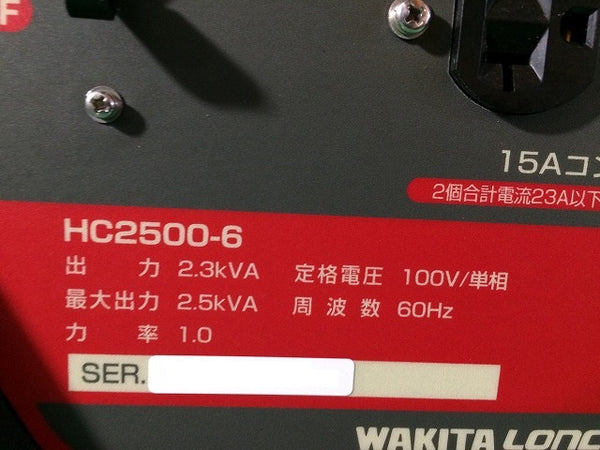 F
15Aコン
2個合計電流23A以下
HC2500-6
出 力 2.3kVA 定格電圧 100V/単相
最大出力 2.5kVA 周波数 60Hz
力 率 1.0
SER.
WAKITA